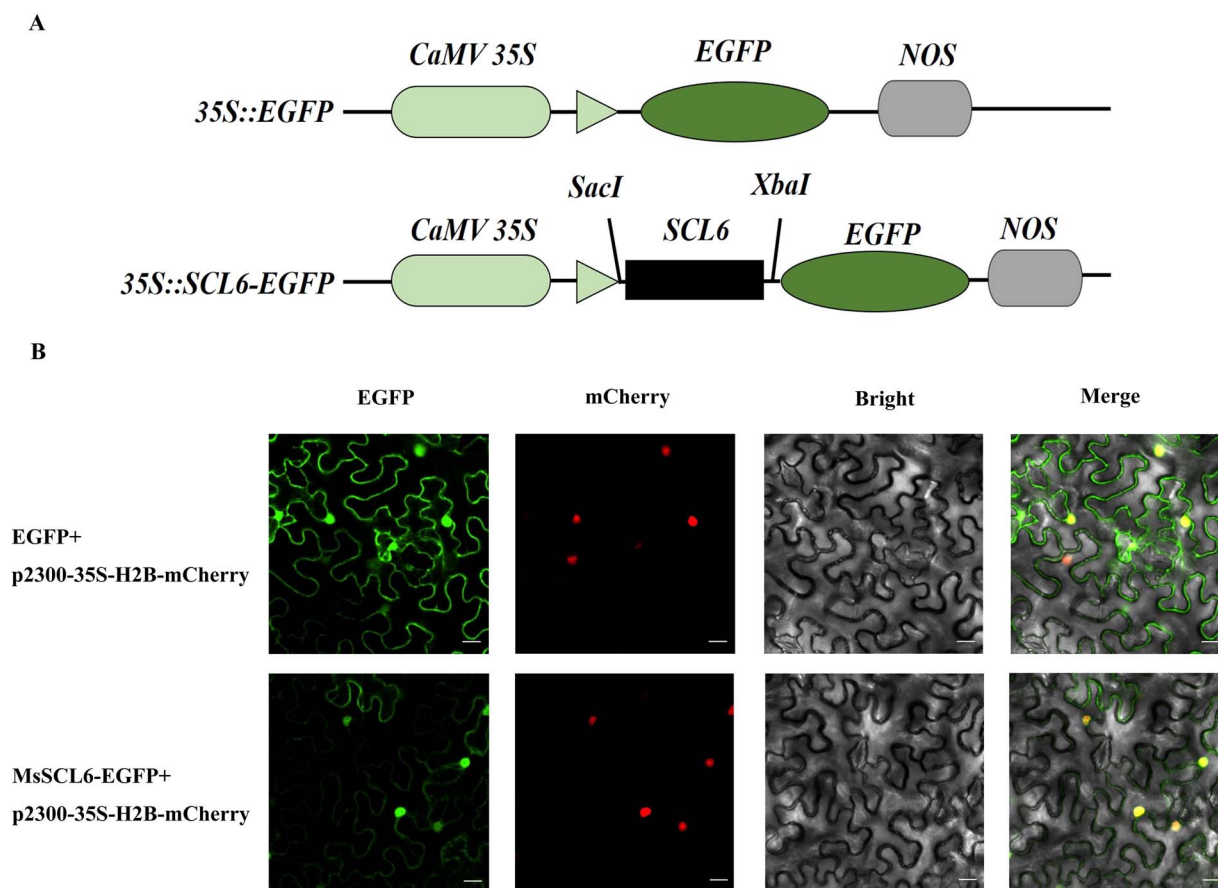 A
CaMV 35S
EGFP
NOS
35S::EGFP
SacI
XbaI
CaMV 35S
SCL6
EGFP
NOS
35S::SCL6-EGFP
B
EGFP
mCherry
Bright
Merge
EGFP+
p2300-35S-H2B-mCherry
MsSCL6-EGFP+
p2300-35S-H2B-mCherry